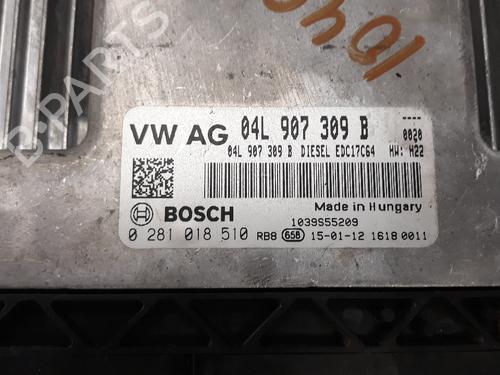 1040
VW AG 04L 907 309 B ----
0020
04L 907 309 B DIESEL EDC17C64 HW: H22
BOSCH Made in Hungary
1039S55209
0 281 018 510 RB8 658 15-01-12 1618 0011
B-PARTS